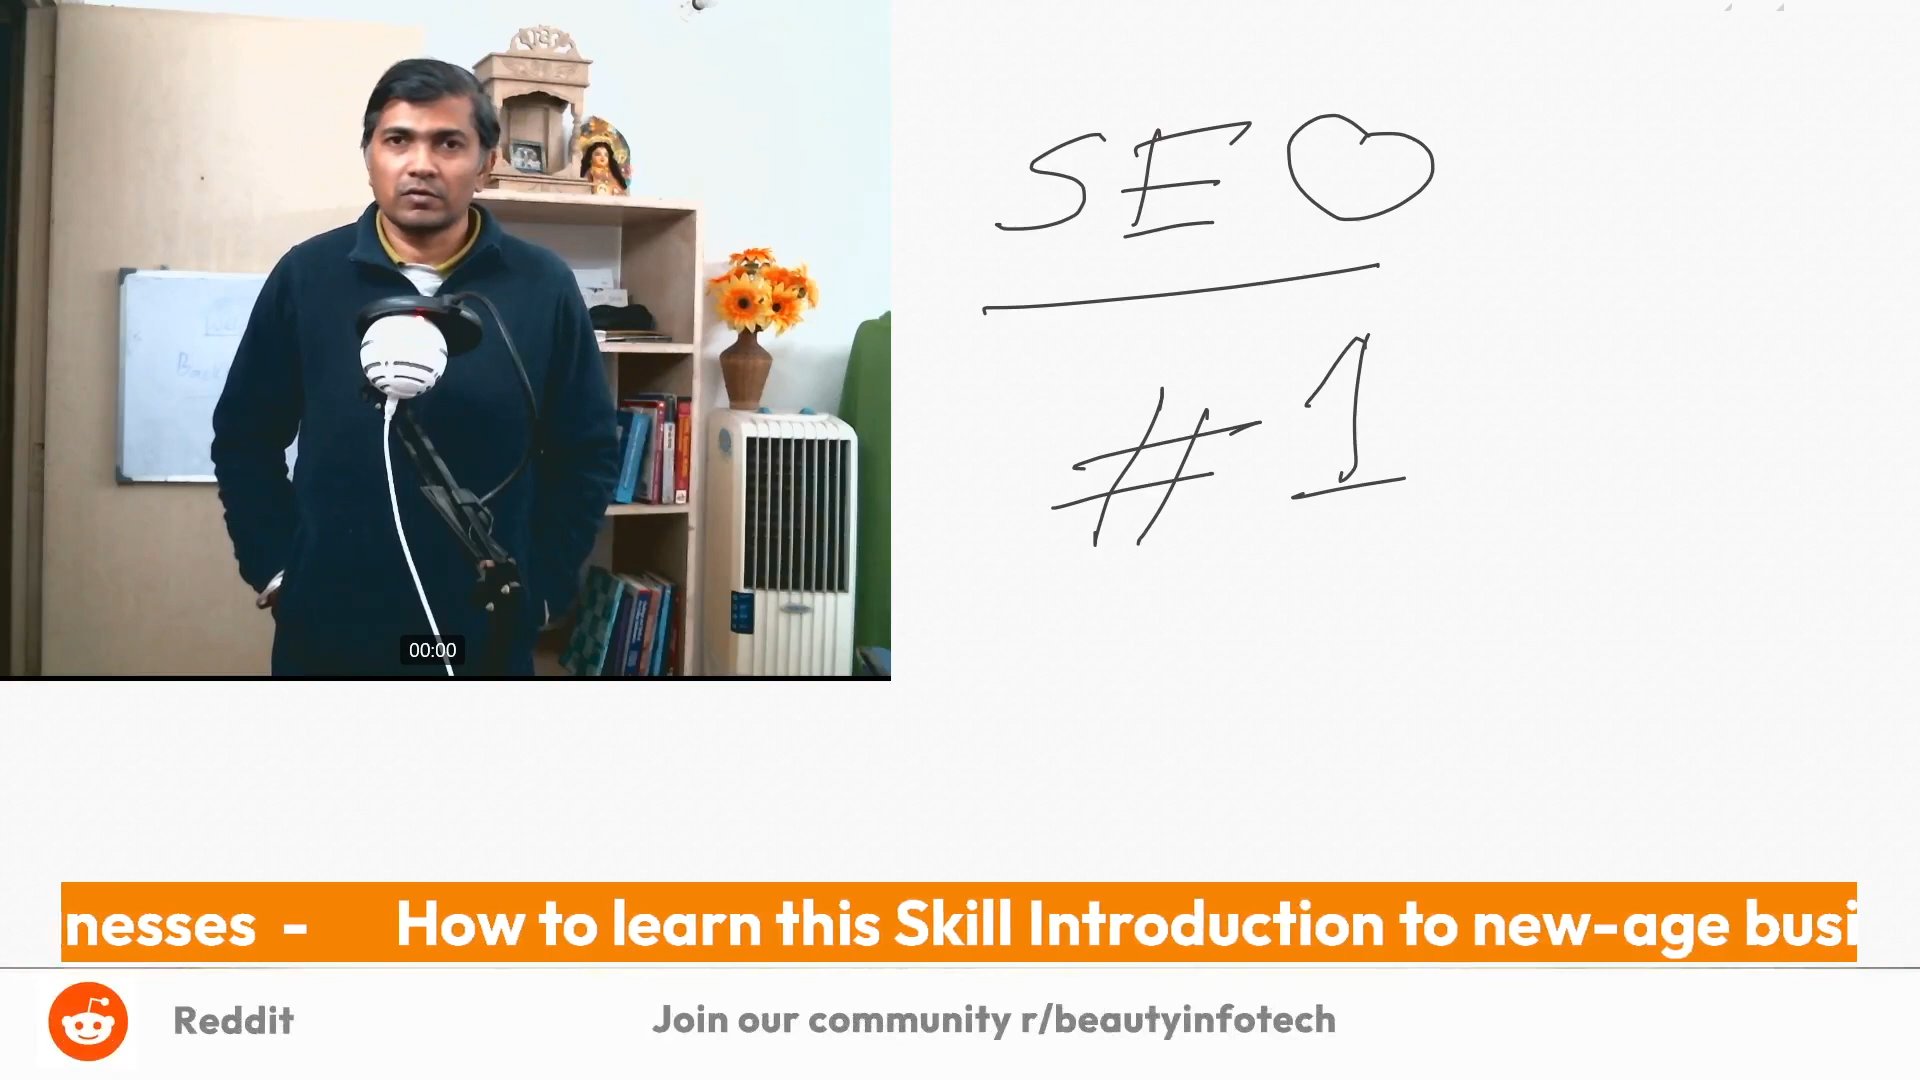 SEO
#1
00:00
nesses - How to learn this Skill Introduction to new-age busi
Reddit
Join our community r/beautyinfotech